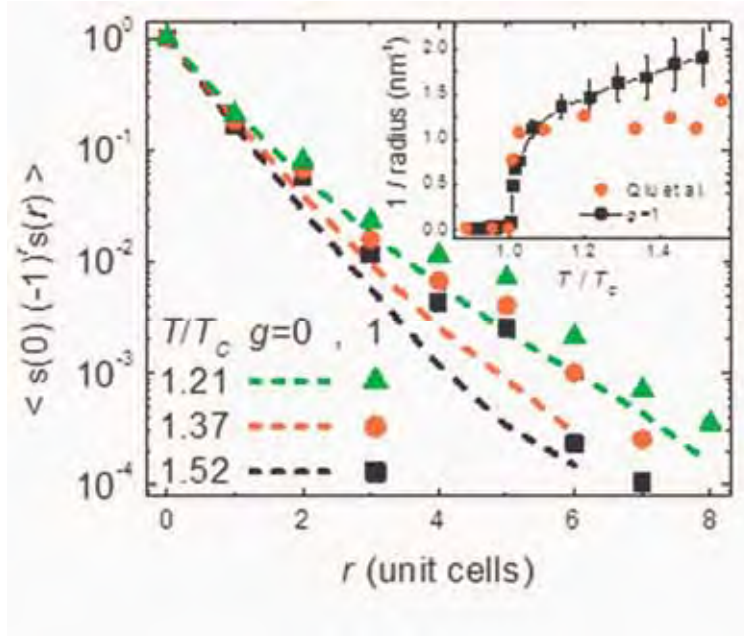 10⁰
10⁻¹
10⁻²
10⁻³
10⁻⁴
< s(0) (-1)ʳs(r) >
0 2 4 6 8
r (unit cells)
T/Tc g=0 , 1
1.21
1.37
1.52
2.0
1.5
1.0
0.5
0.0
1 / radius (nm⁻¹)
1.0 1.2 1.4
T / Tc
Qiu et al.
g=1